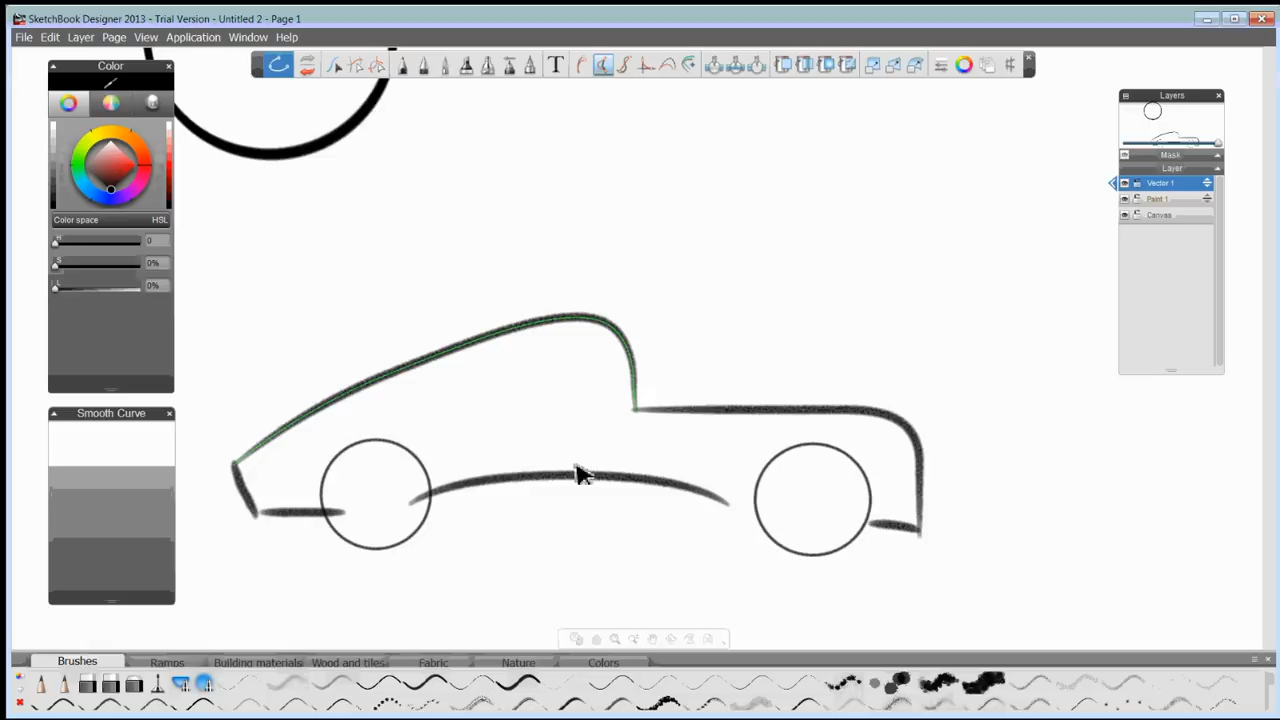 SketchBook Designer 2013 - Trial Version - Untitled 2 - Page 1
File Edit Layer Page View Application Window Help
Color
Color space HSL
H 0
S 0%
L 0%
Smooth Curve
T
Layers
Mask
Layer
Vector 1
Paint 1
Canvas
Brushes Ramps Building materials Wood and tiles Fabric Nature Colors